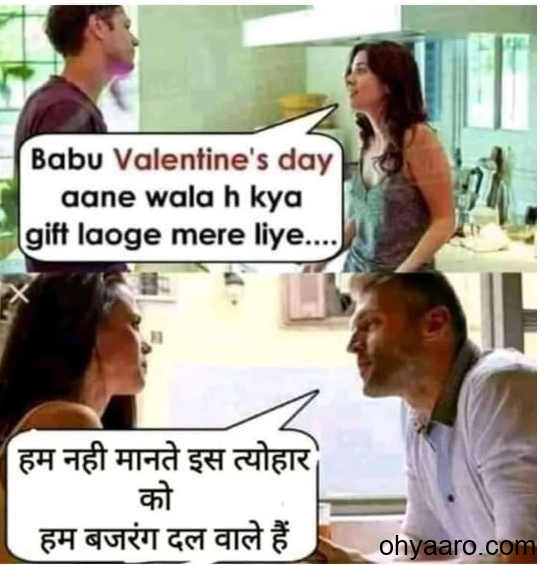 Babu Valentine's day
aane wala h kya
gift laoge mere liye....
हम नही मानते इस त्योहार
को
हम बजरंग दल वाले हैं
ohyaaro.com